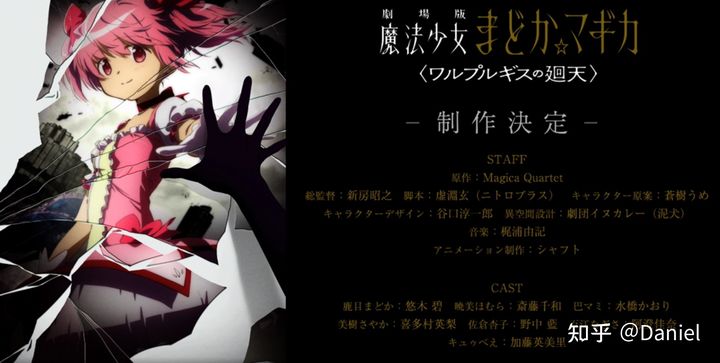 劇場版
魔法少女まどか☆マギカ
〈ワルプルギスの廻天〉
– 制作決定 –
STAFF
原作：Magica Quartet
総監督：新房昭之　脚本：虚淵玄（ニトロプラス）　キャラクター原案：蒼樹うめ
キャラクターデザイン：谷口淳一郎　異空間設計：劇団イヌカレー（泥犬）
音楽：梶浦由記
アニメーション制作：シャフト
CAST
鹿目まどか：悠木 碧　暁美ほむら：斎藤千和　巴マミ：水橋かおり
美樹さやか：喜多村英梨　佐倉杏子：野中 藍
キュゥべえ：加藤英美里
知乎 @Daniel